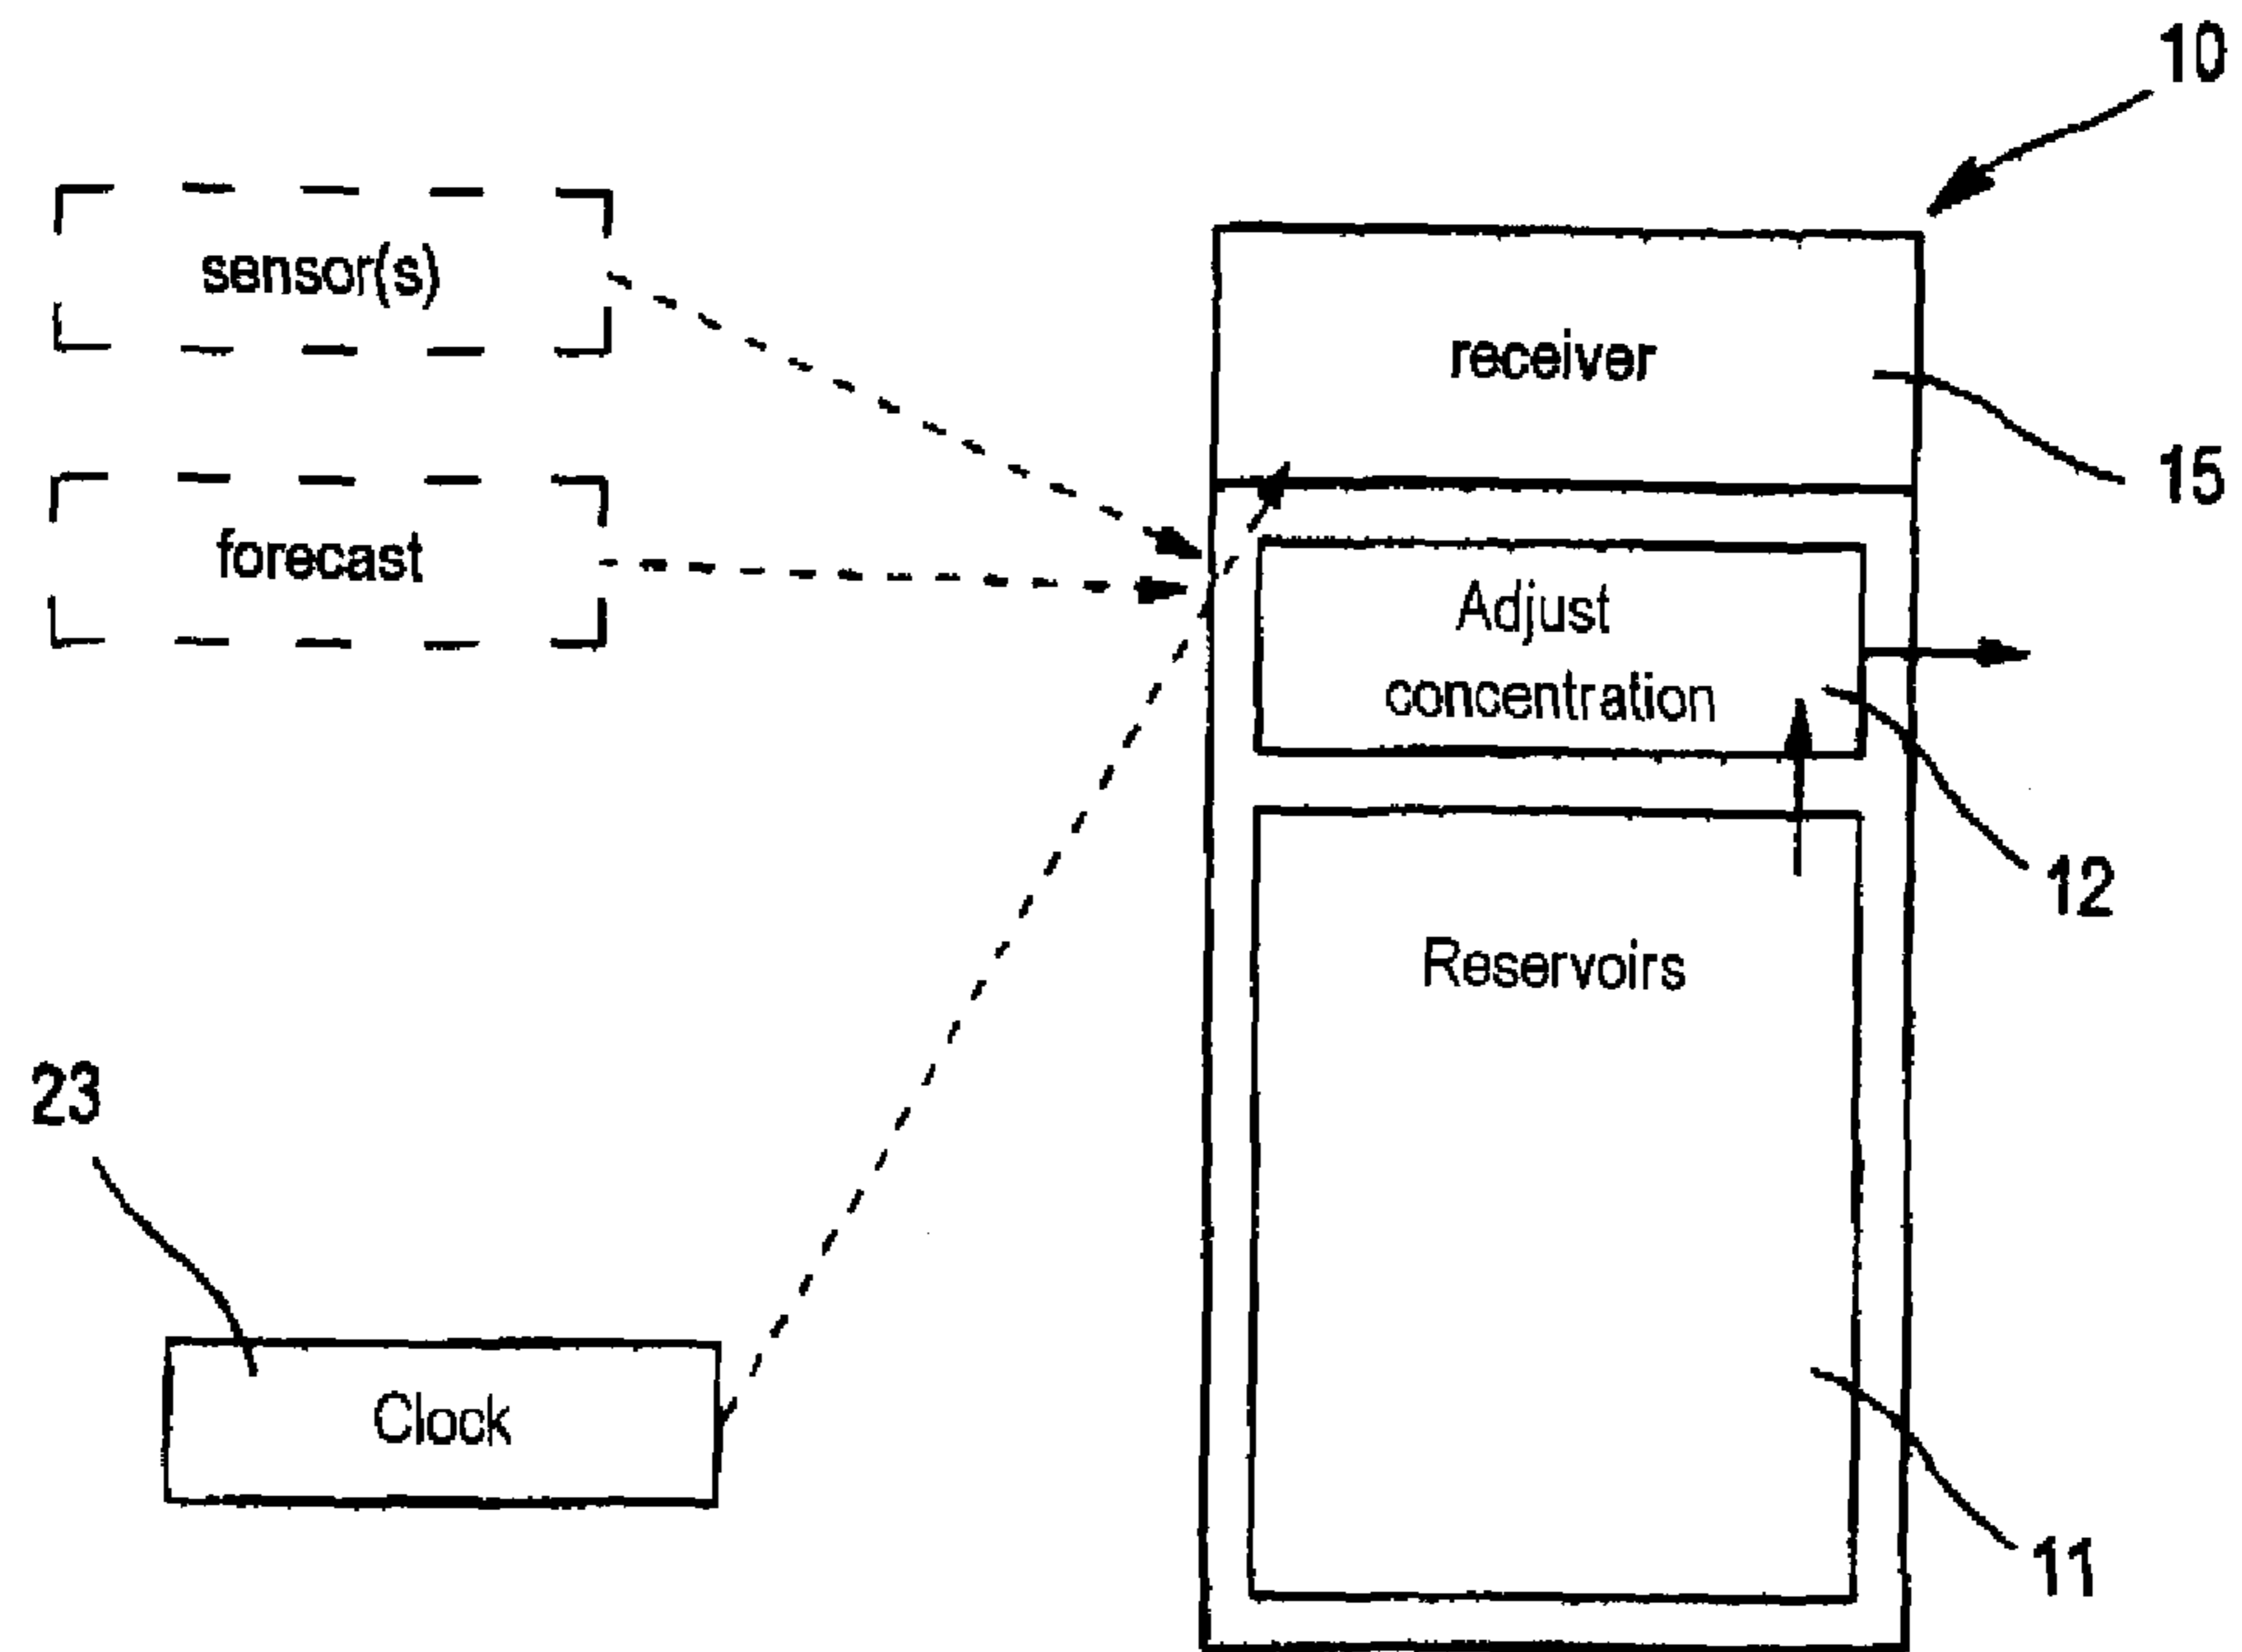 10
sensor(s)
receiver
15
forecast
Adjust
concentration
12
Reservoirs
23
Clock
11